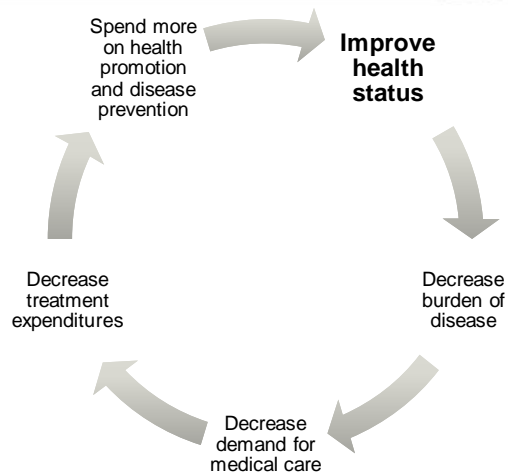 Spend more
on health
promotion
and disease
prevention
Improve
health
status
Decrease
burden of
disease
Decrease
demand for
medical care
Decrease
treatment
expenditures